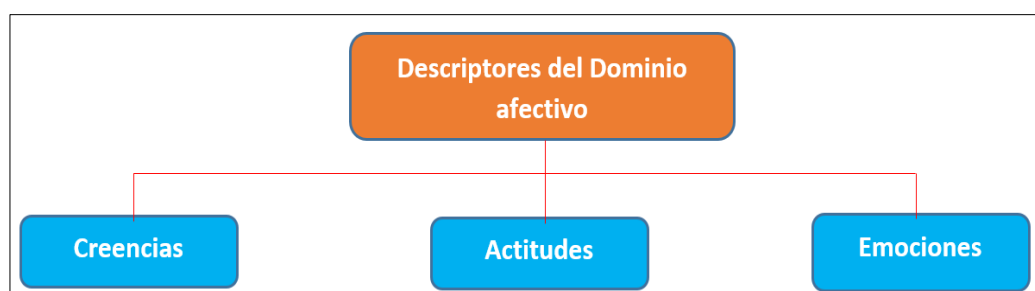 Descriptores del Dominio
afectivo
Creencias
Actitudes
Emociones